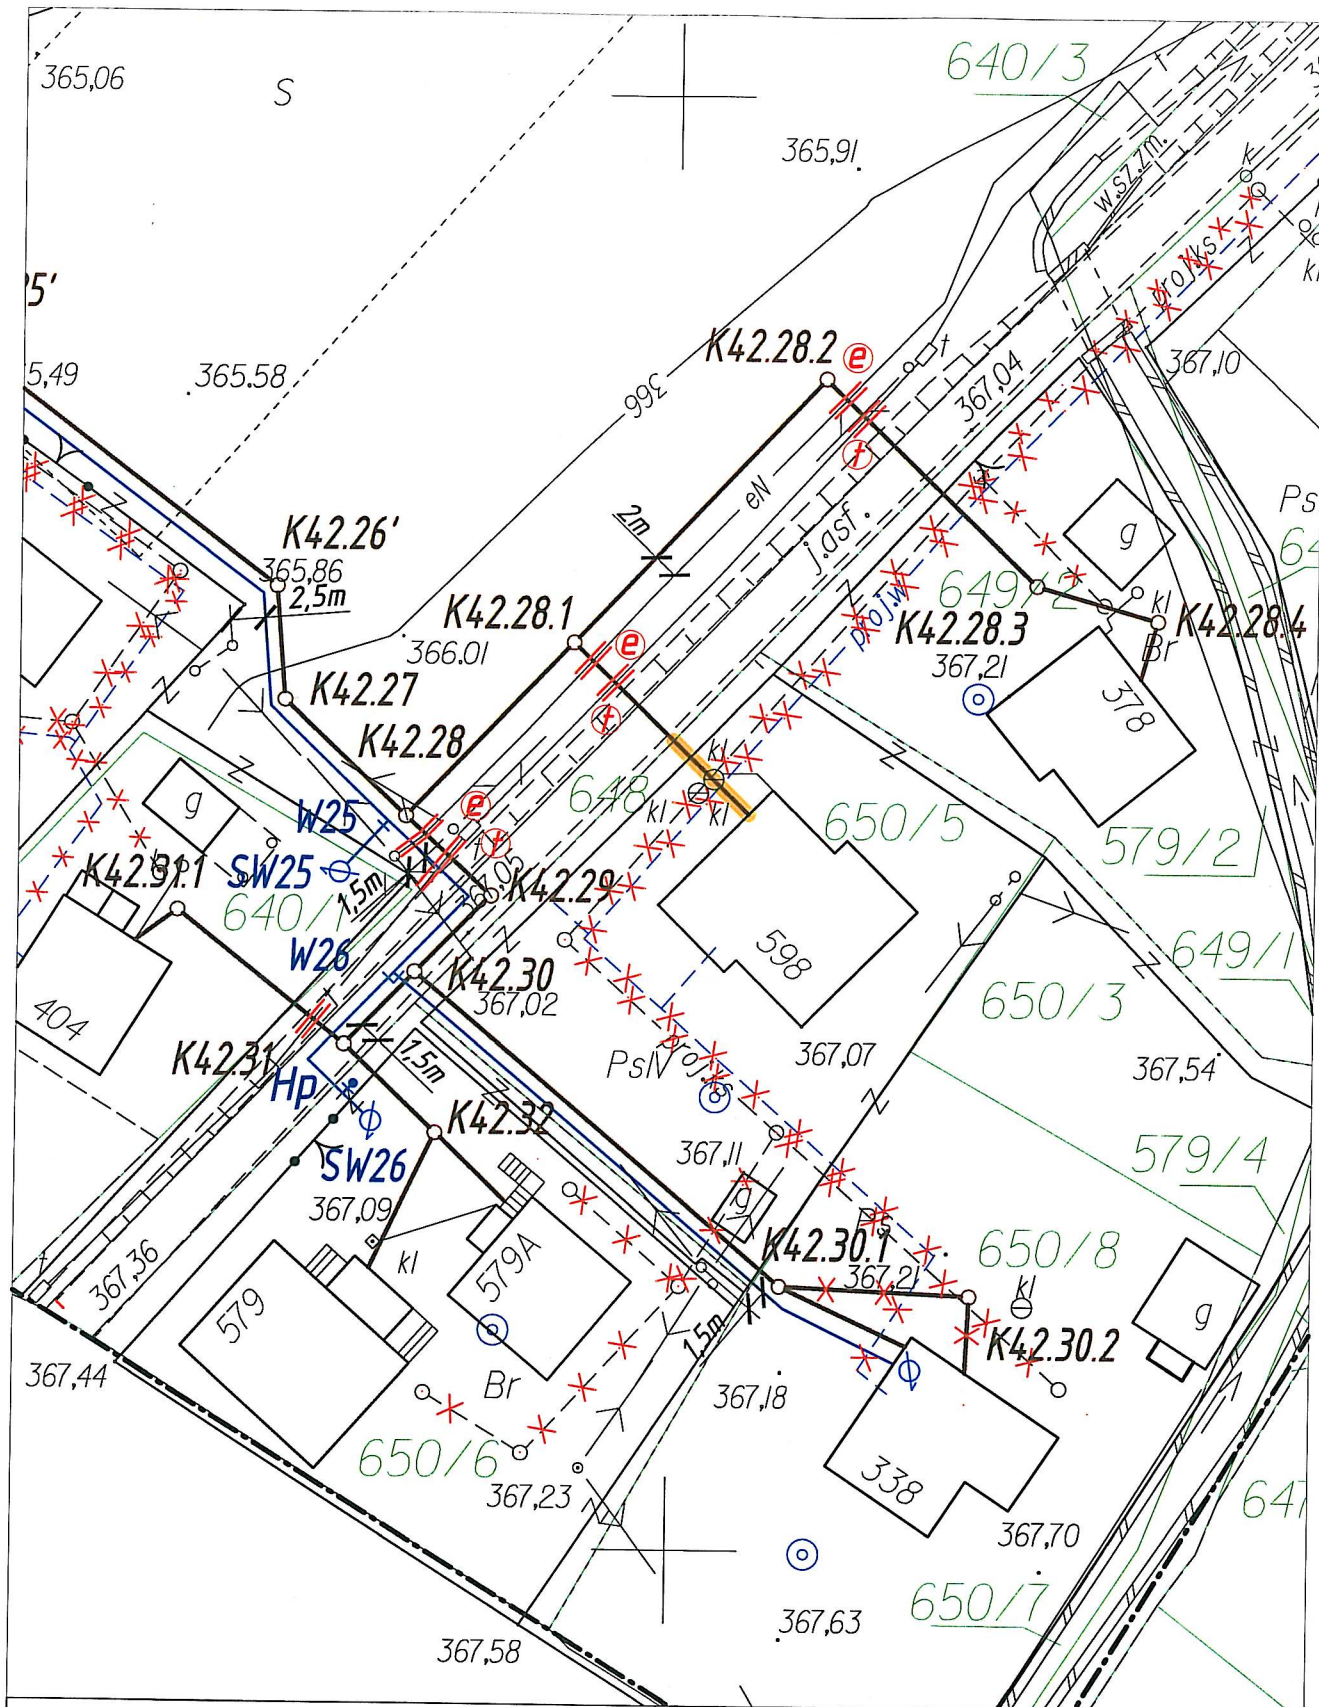 640/3
365,06
S
365,91
w.sz.zm.
k
proj.ks
5'
K42.28.2
e
t
367,10
5,49
365.58
366
367,04
t
eN
2m
j.asf.
g
Ps
K42.26'
365,86
2,5m
649/2
proj.w
kl
K42.28.1
e
K42.28.3
K42.28.4
366.01
367,21
Br
K42.27
t
378
K42.28
kl
g
W25
e
648
kl
kl
650/5
579/2
SW25
t
K42.31.1
1,5m
K42.29
640/1
W26
598
649/1
K42.30
404
367,02
650/3
K42.31
1,5m
PsIV
367,07
367,54
Hp
K42.32
SW26
367,11
579/4
367,09
g
kl
579A
K42.30.1
650/8
367,21
kl
367,36
579
g
1,5m
K42.30.2
367,44
Br
367,18
650/6
338
367,23
367,70
367,63
650/7
367,58